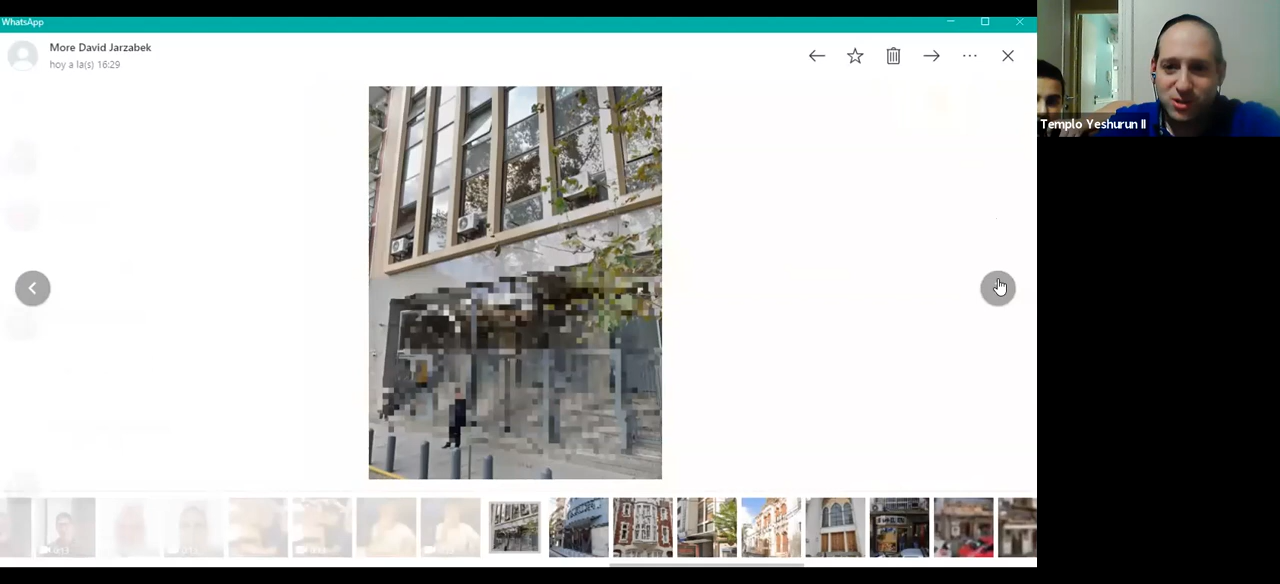 WhatsApp
More David Jarzabek
hoy a la(s) 16:29
Templo Yeshurun II